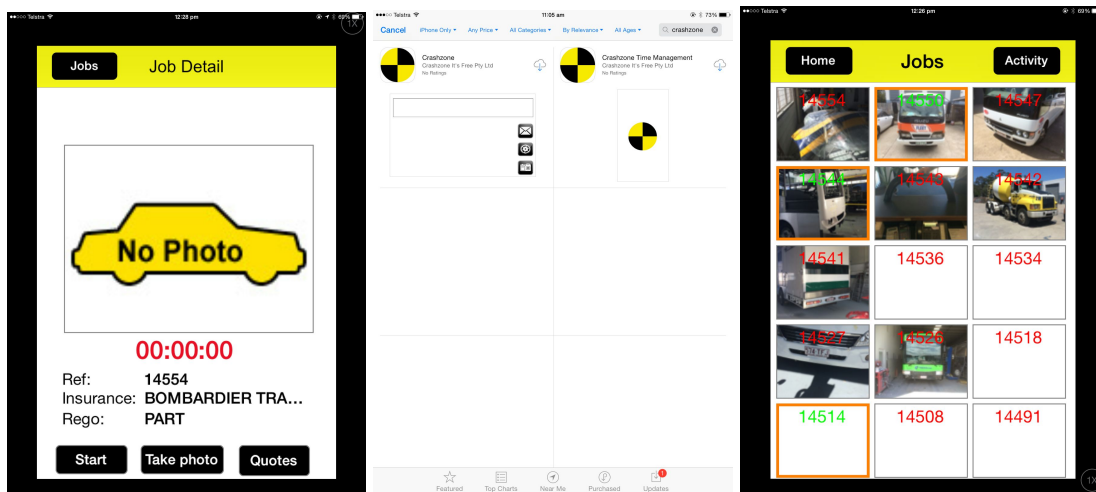 ●●○○○ Telstra 12:28 pm 69%
1X
Jobs Job Detail
No Photo
00:00:00
Ref: 14554
Insurance: BOMBARDIER TRA...
Rego: PART
Start Take photo Quotes
●●●○○ Telstra 11:05 am 73%
Cancel iPhone Only Any Price All Categories By Relevance All Ages crashzone
Crashzone
Crashzone It's Free Pty Ltd
No Ratings
Crashzone Time Management
Crashzone It's Free Pty Ltd
No Ratings
Featured Top Charts Near Me Purchased Updates
1
●●○○○ Telstra 12:26 pm 69%
Home Jobs Activity
14554 14550 14547
14544 14543 14542
14541 14536 14534
14527 14526 14518
14514 14508 14491
1X